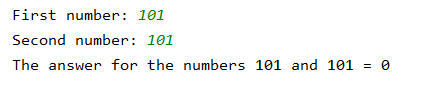 First number: 101
Second number: 101
The answer for the numbers 101 and 101 = 0